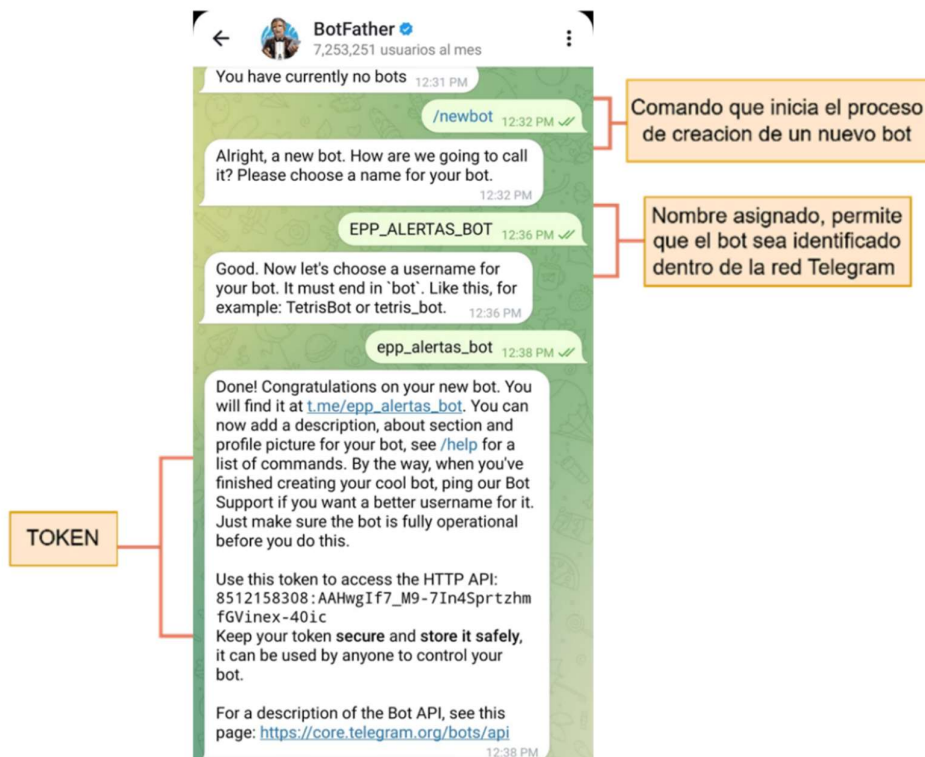 BotFather
7,253,251 usuarios al mes
You have currently no bots 12:31 PM
/newbot 12:32 PM
Comando que inicia el proceso
de creacion de un nuevo bot
Alright, a new bot. How are we going to call
it? Please choose a name for your bot.
12:32 PM
EPP_ALERTAS_BOT 12:36 PM
Nombre asignado, permite
que el bot sea identificado
dentro de la red Telegram
Good. Now let's choose a username for
your bot. It must end in `bot`. Like this, for
example: TetrisBot or tetris_bot. 12:36 PM
epp_alertas_bot 12:38 PM
Done! Congratulations on your new bot. You
will find it at t.me/epp_alertas_bot. You can
now add a description, about section and
profile picture for your bot, see /help for a
list of commands. By the way, when you've
finished creating your cool bot, ping our Bot
Support if you want a better username for it.
Just make sure the bot is fully operational
before you do this.
TOKEN
Use this token to access the HTTP API:
8512158308:AAHwgIf7_M9-7In4Sprtzhm
fGVinex-40ic
Keep your token secure and store it safely,
it can be used by anyone to control your
bot.
For a description of the Bot API, see this
page: https://core.telegram.org/bots/api
12:38 PM